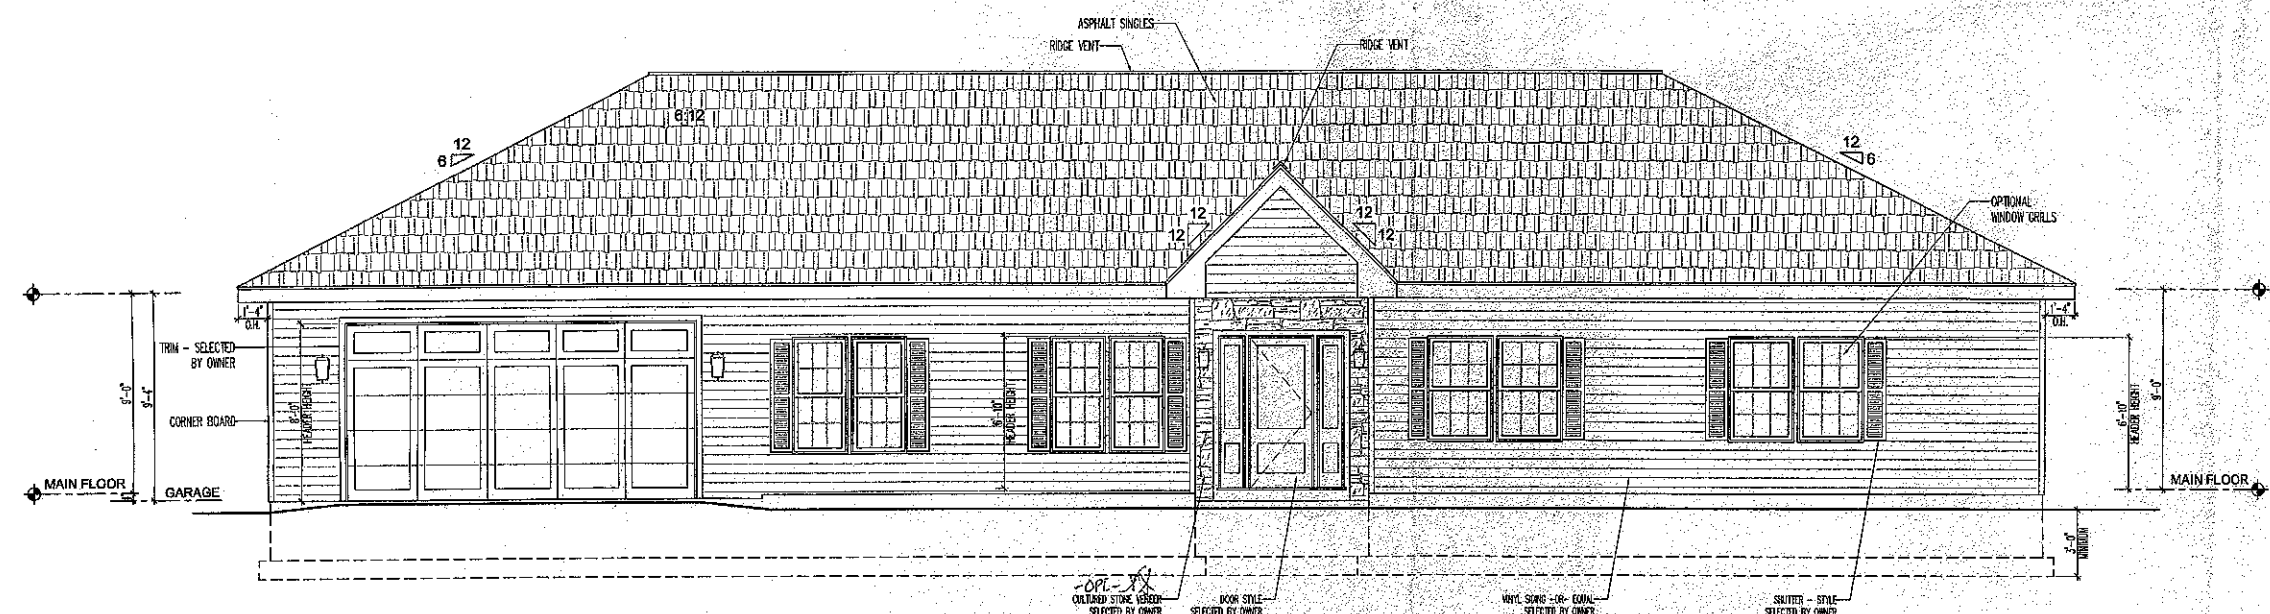 ASPHALT SINGLES
RIDGE VENT
RIDGE VENT
6:12
12
6
12
6
12
12
12
12
OPTIONAL
WINDOW GRILLS
1'-4"
O.H.
1'-4"
O.H.
TRIM - SELECTED
BY OWNER
9'-0"
9'-4"
CORNER BOARD
8'-0"
HEADER HEIGHT
6'-10"
HEADER HEIGHT
6'-10"
HEADER HEIGHT
9'-0"
MAIN FLOOR
GARAGE
MAIN FLOOR
3'-0"
MINIMUM
-OPT.-
CULTURED STONE VENEER
SELECTED BY OWNER
DOOR STYLE
SELECTED BY OWNER
VINYL SIDING -OR- EQUAL
SELECTED BY OWNER
SHUTTER - STYLE
SELECTED BY OWNER